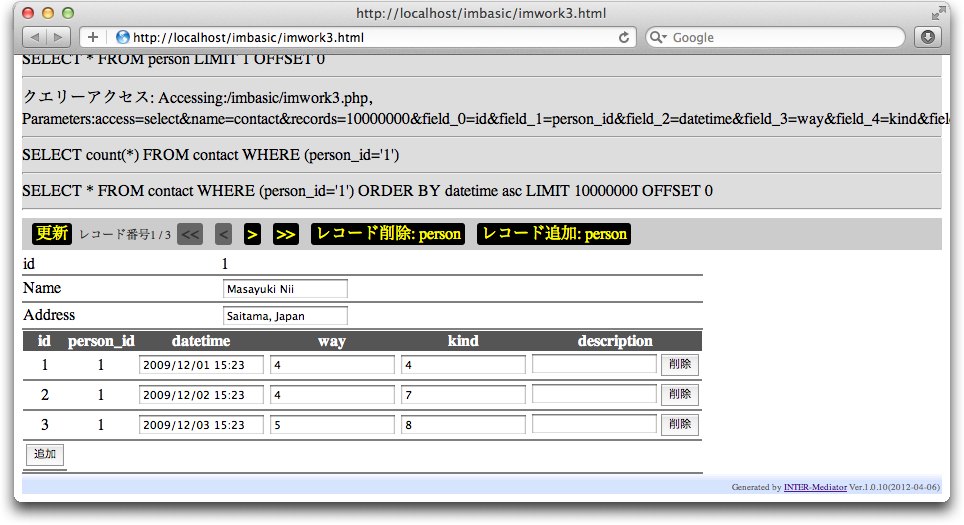 http://localhost/imbasic/imwork3.html
http://localhost/imbasic/imwork3.html
Google
SELECT * FROM person LIMIT 1 OFFSET 0
クエリーアクセス: Accessing:/imbasic/imwork3.php,
Parameters:access=select&name=contact&records=10000000&field_0=id&field_1=person_id&field_2=datetime&field_3=way&field_4=kind&fiel
SELECT count(*) FROM contact WHERE (person_id='1')
SELECT * FROM contact WHERE (person_id='1') ORDER BY datetime asc LIMIT 10000000 OFFSET 0
更新 レコード番号1 / 3 << < > >> レコード削除: person レコード追加: person
id 1
Name Masayuki Nii
Address Saitama, Japan
id person_id datetime way kind description
1 1 2009/12/01 15:23 4 4 削除
2 1 2009/12/02 15:23 4 7 削除
3 1 2009/12/03 15:23 5 8 削除
追加
Generated by INTER-Mediator Ver.1.0.10(2012-04-06)